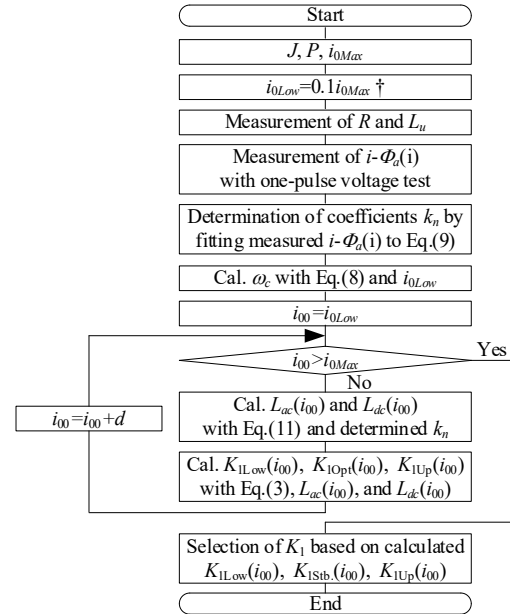 Start
J, P, i0Max
i0Low=0.1i0Max †
Measurement of R and Lu
Measurement of i-Φa(i)
with one-pulse voltage test
Determination of coefficients kn by
fitting measured i-Φa(i) to Eq.(9)
Cal. ωc with Eq.(8) and i0Low
i00=i0Low
i00>i0Max
Yes
No
Cal. Lac(i00) and Ldc(i00)
with Eq.(11) and determined kn
i00=i00+d
Cal. K1Low(i00), K1Opt(i00), K1Up(i00)
with Eq.(3), Lac(i00), and Ldc(i00)
Selection of K1 based on calculated
K1Low(i00), K1Stb.(i00), K1Up(i00)
End